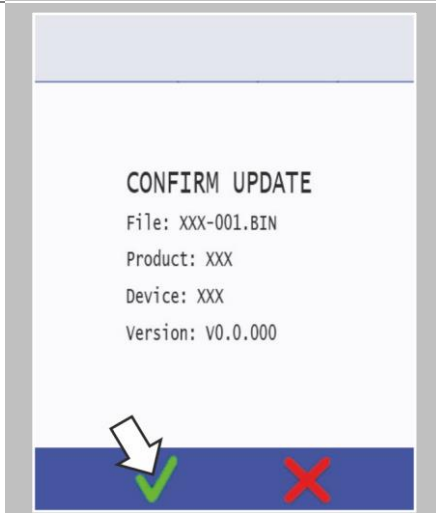 CONFIRM UPDATE
File: XXX-001.BIN
Product: XXX
Device: XXX
Version: V0.0.000